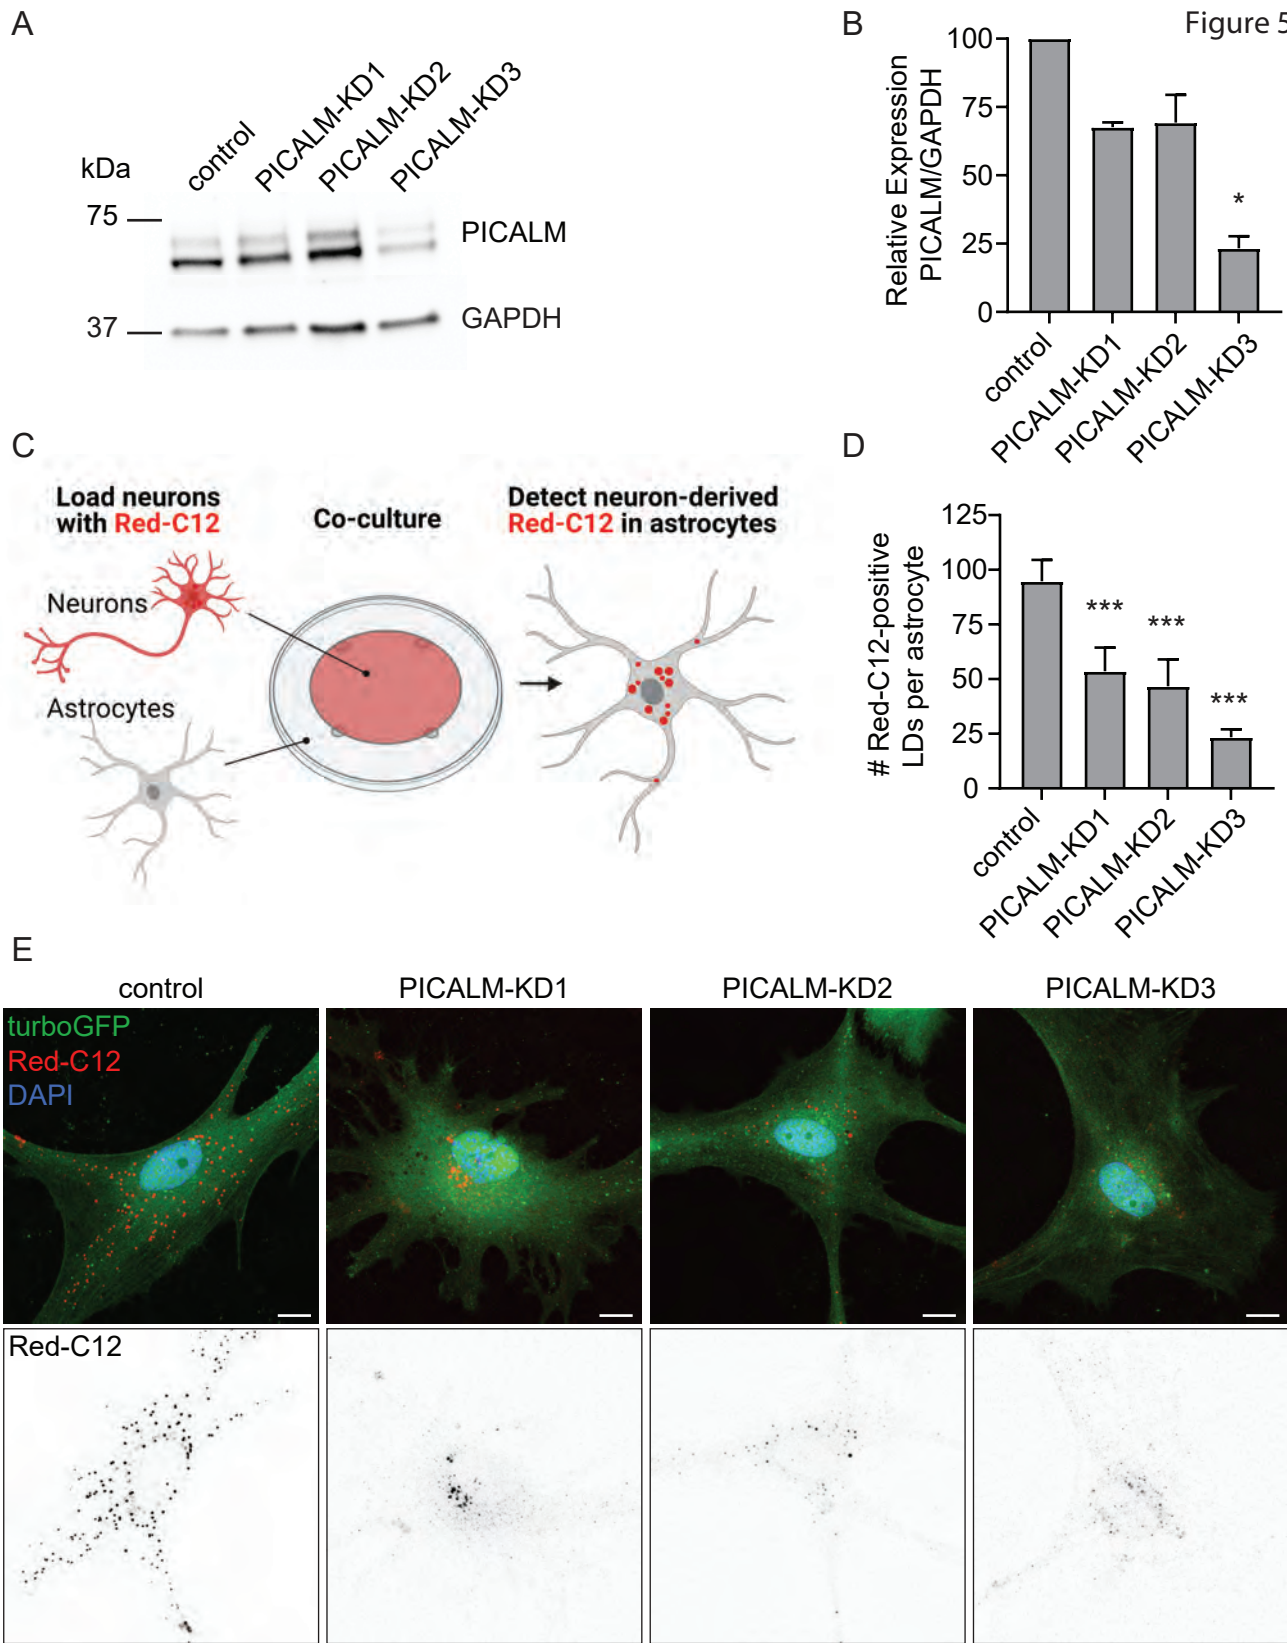 Figure 5
A
control
PICALM-KD1
PICALM-KD2
PICALM-KD3
kDa
75
PICALM
37
GAPDH
B
Relative Expression
PICALM/GAPDH
100
75
50
25
0
*
control
PICALM-KD1
PICALM-KD2
PICALM-KD3
C
Load neurons
with Red-C12
Co-culture
Detect neuron-derived
Red-C12 in astrocytes
Neurons
Astrocytes
D
# Red-C12-positive
LDs per astrocyte
125
100
75
50
25
0
***
***
***
control
PICALM-KD1
PICALM-KD2
PICALM-KD3
E
control
PICALM-KD1
PICALM-KD2
PICALM-KD3
turboGFP
Red-C12
DAPI
Red-C12